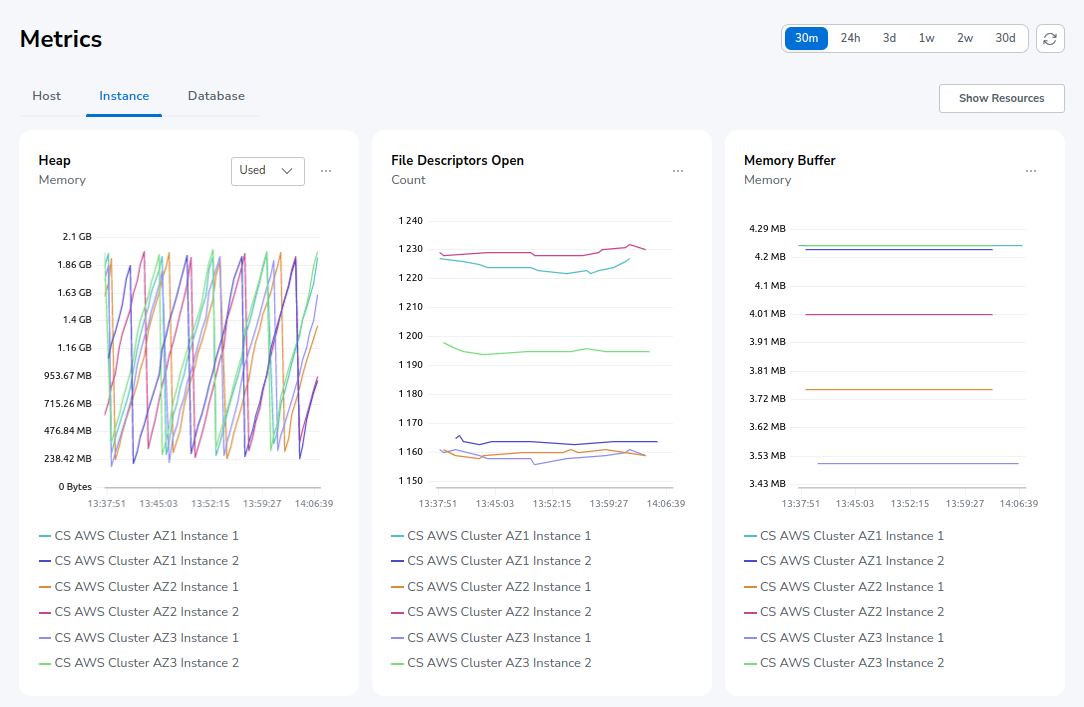 Metrics
30m 24h 3d 1w 2w 30d
Host Instance Database
Show Resources
Heap
Memory
Used
2.1 GB
1.86 GB
1.63 GB
1.4 GB
1.16 GB
953.67 MB
715.26 MB
476.84 MB
238.42 MB
0 Bytes
13:37:51 13:45:03 13:52:15 13:59:27 14:06:39
CS AWS Cluster AZ1 Instance 1
CS AWS Cluster AZ1 Instance 2
CS AWS Cluster AZ2 Instance 1
CS AWS Cluster AZ2 Instance 2
CS AWS Cluster AZ3 Instance 1
CS AWS Cluster AZ3 Instance 2
File Descriptors Open
Count
1 240
1 230
1 220
1 210
1 200
1 190
1 180
1 170
1 160
1 150
13:37:51 13:45:03 13:52:15 13:59:27 14:06:39
CS AWS Cluster AZ1 Instance 1
CS AWS Cluster AZ1 Instance 2
CS AWS Cluster AZ2 Instance 1
CS AWS Cluster AZ2 Instance 2
CS AWS Cluster AZ3 Instance 1
CS AWS Cluster AZ3 Instance 2
Memory Buffer
Memory
4.29 MB
4.2 MB
4.1 MB
4.01 MB
3.91 MB
3.81 MB
3.72 MB
3.62 MB
3.53 MB
3.43 MB
13:37:51 13:45:03 13:52:15 13:59:27 14:06:39
CS AWS Cluster AZ1 Instance 1
CS AWS Cluster AZ1 Instance 2
CS AWS Cluster AZ2 Instance 1
CS AWS Cluster AZ2 Instance 2
CS AWS Cluster AZ3 Instance 1
CS AWS Cluster AZ3 Instance 2